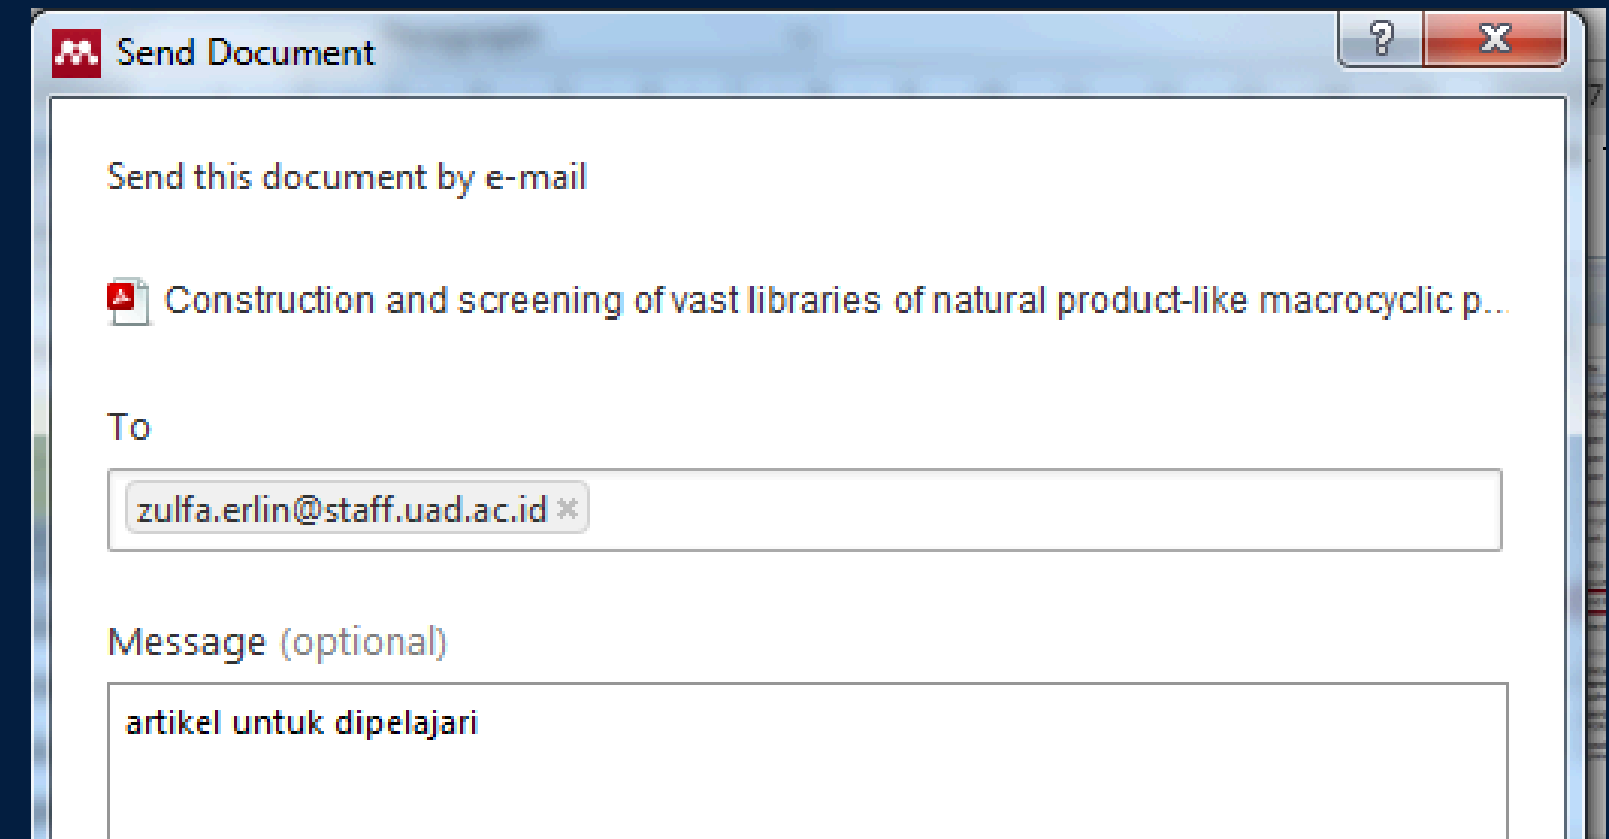 Send Document
Send this document by e-mail
Construction and screening of vast libraries of natural product-like macrocyclic p...
To
zulfa.erlin@staff.uad.ac.id
Message (optional)
artikel untuk dipelajari